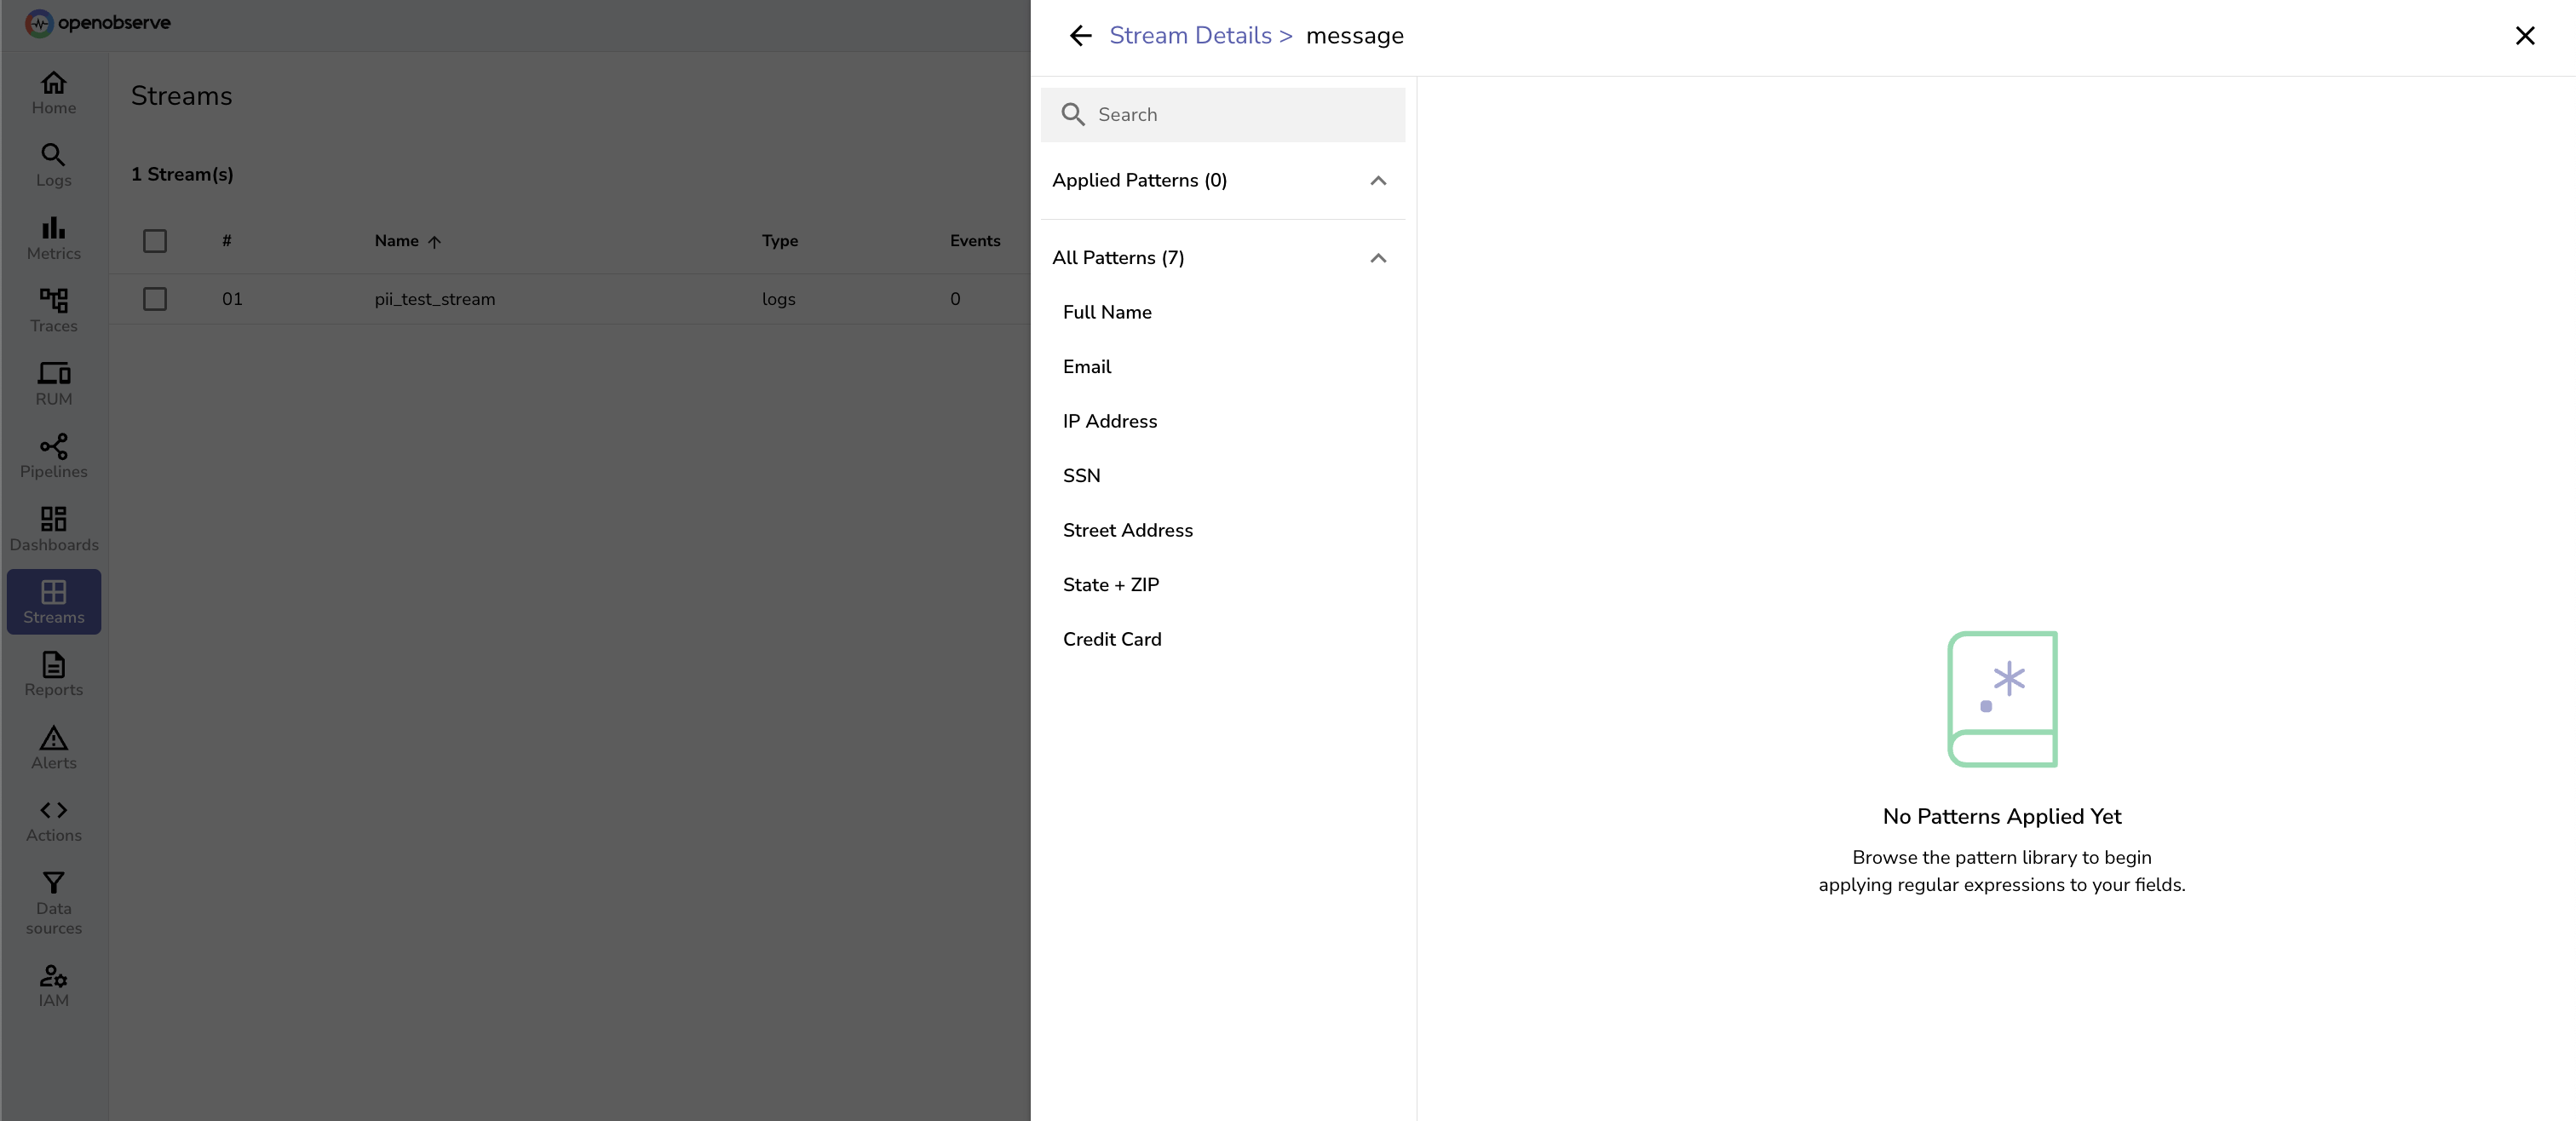 openobserve
Home
Logs
Metrics
Traces
RUM
Pipelines
Dashboards
Streams
Reports
Alerts
Actions
Data
sources
IAM
Streams
1 Stream(s)
# Name Type Events
01 pii_test_stream logs 0
Stream Details > message
Search
Applied Patterns (0)
All Patterns (7)
Full Name
Email
IP Address
SSN
Street Address
State + ZIP
Credit Card
.*
No Patterns Applied Yet
Browse the pattern library to begin
applying regular expressions to your fields.